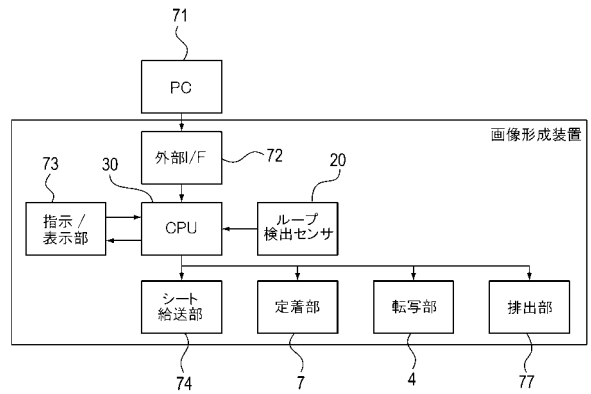 71
PC
画像形成装置
外部I/F
72
73
30
20
指示/
表示部
CPU
ループ
検出センサ
シート
給送部
定着部
転写部
排出部
74
7
4
77